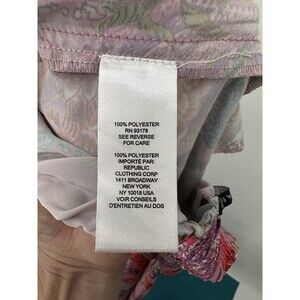 100% POLYESTER
RN 93178
SEE REVERSE
FOR CARE
100% POLYESTER
IMPORTÉ PAR:
REPUBLIC
CLOTHING CORP
1411 BROADWAY
NEW YORK
NY 10018 USA
VOIR CONSEILS
D'ENTRETIEN AU DOS